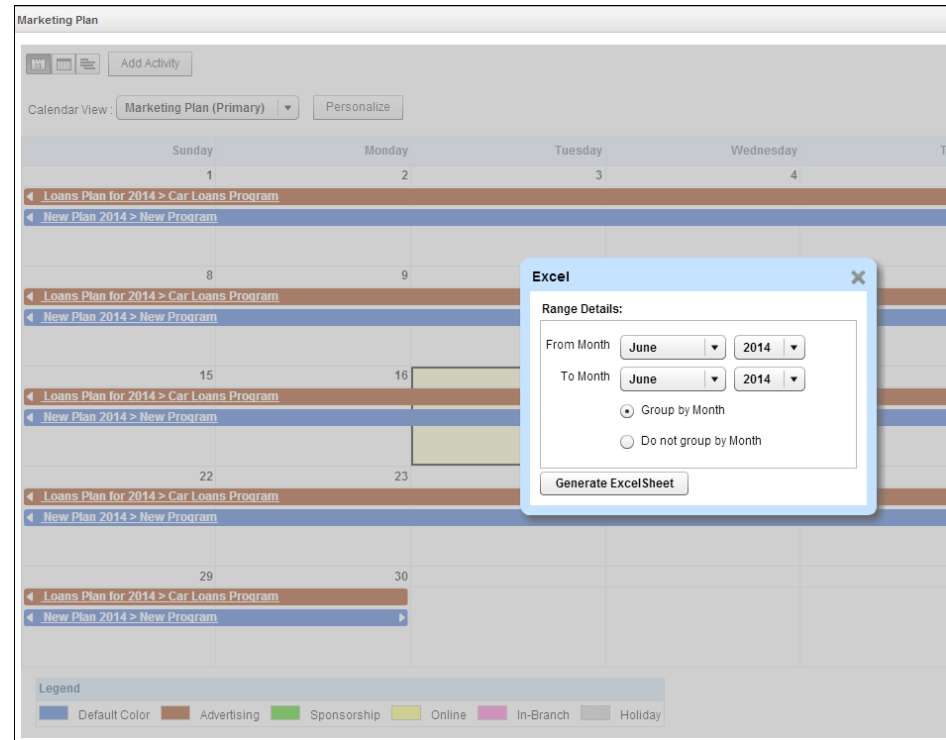 Marketing Plan
31 Add Activity
Calendar View : Marketing Plan (Primary) Personalize
Sunday Monday Tuesday Wednesday T
1 2 3 4
Loans Plan for 2014 > Car Loans Program
New Plan 2014 > New Program
8 9
Loans Plan for 2014 > Car Loans Program
New Plan 2014 > New Program
15 16
Loans Plan for 2014 > Car Loans Program
New Plan 2014 > New Program
22 23
Loans Plan for 2014 > Car Loans Program
New Plan 2014 > New Program
29 30
Loans Plan for 2014 > Car Loans Program
New Plan 2014 > New Program
Excel
Range Details:
From Month June 2014
To Month June 2014
Group by Month
Do not group by Month
Generate ExcelSheet
Legend
Default Color Advertising Sponsorship Online In-Branch Holiday